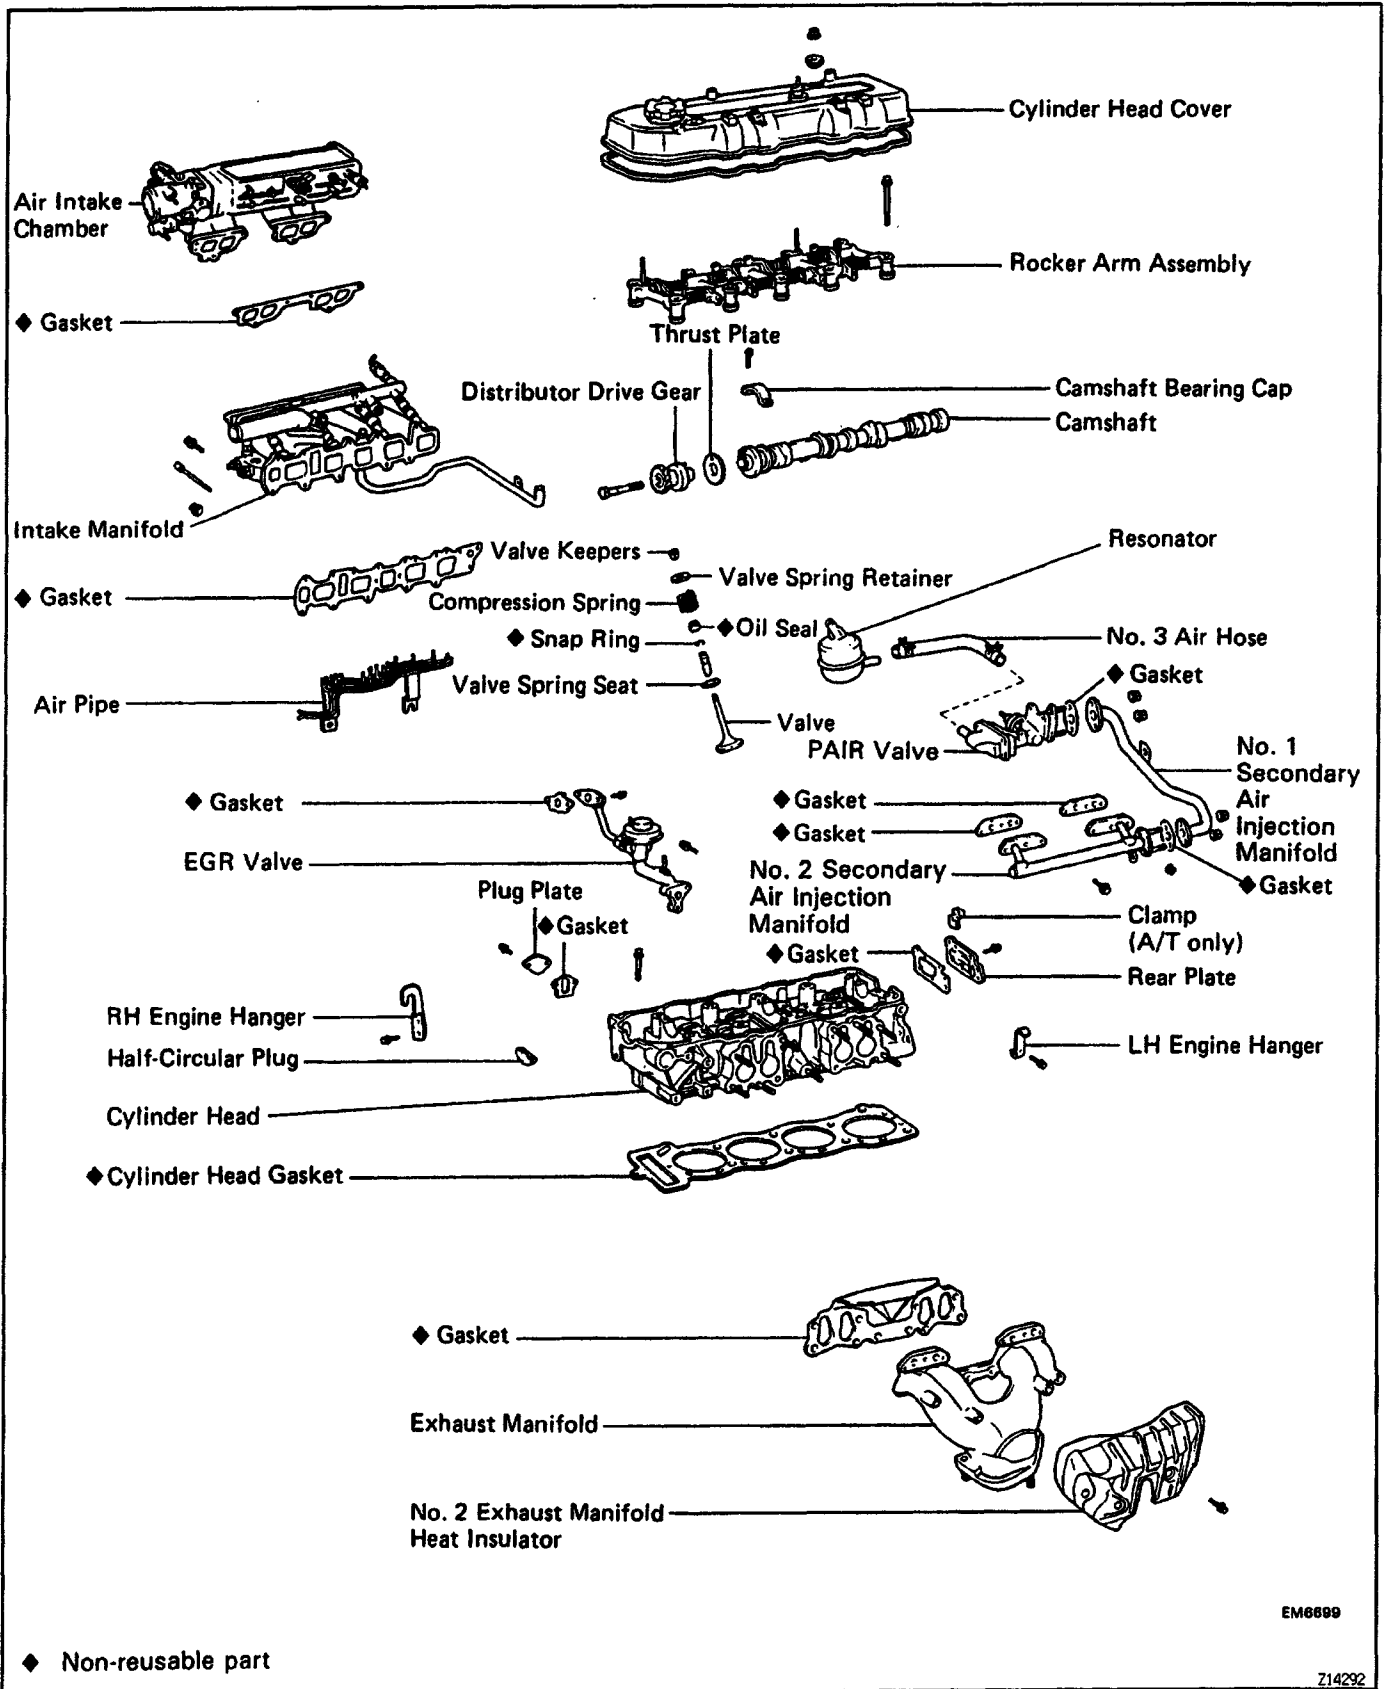 Cylinder Head Cover
Air Intake
Chamber
Rocker Arm Assembly
◆ Gasket
Thrust Plate
Distributor Drive Gear
Camshaft Bearing Cap
Camshaft
Intake Manifold
Valve Keepers
Resonator
Valve Spring Retainer
◆ Gasket
Compression Spring
◆ Oil Seal
◆ Snap Ring
No. 3 Air Hose
◆ Gasket
Valve Spring Seat
Air Pipe
Valve
PAIR Valve
No. 1
Secondary
Air
Injection
Manifold
◆ Gasket
◆ Gasket
◆ Gasket
EGR Valve
No. 2 Secondary
Air Injection
Manifold
◆ Gasket
Plug Plate
◆ Gasket
Clamp
(A/T only)
◆ Gasket
Rear Plate
RH Engine Hanger
LH Engine Hanger
Half-Circular Plug
Cylinder Head
◆ Cylinder Head Gasket
◆ Gasket
Exhaust Manifold
No. 2 Exhaust Manifold
Heat Insulator
EM6699
◆ Non-reusable part
Z14292